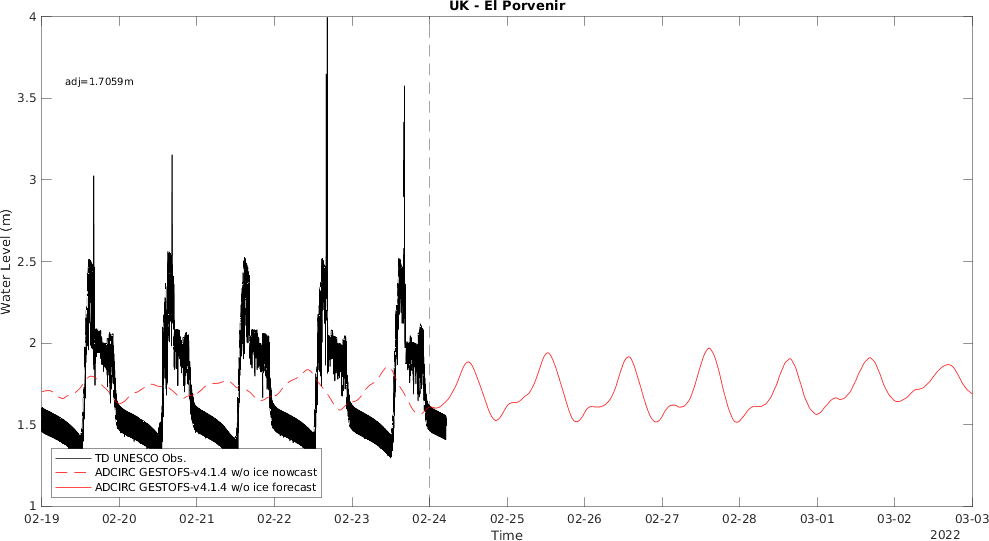 UK - El Porvenir
4
adj=1.7059m
3.5
3
2.5
Water Level (m)
2
1.5
TD UNESCO Obs.
ADCIRC GESTOFS-v4.1.4 w/o ice nowcast
ADCIRC GESTOFS-v4.1.4 w/o ice forecast
1
02-19 02-20 02-21 02-22 02-23 02-24 02-25 02-26 02-27 02-28 03-01 03-02 03-03
Time
2022